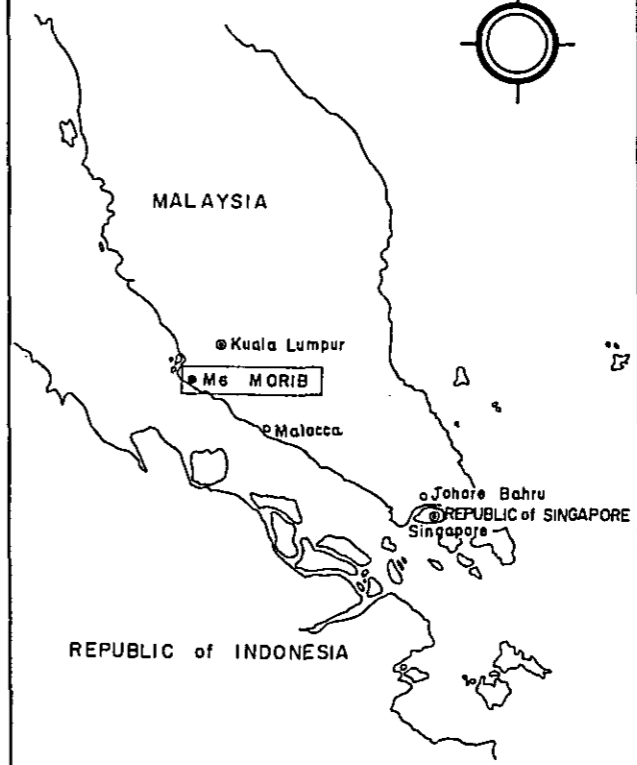 MALAYSIA
Kuala Lumpur
M6 MORIB
Malacca
Johore Bahru
REPUBLIC of SINGAPORE
Singapore
REPUBLIC of INDONESIA